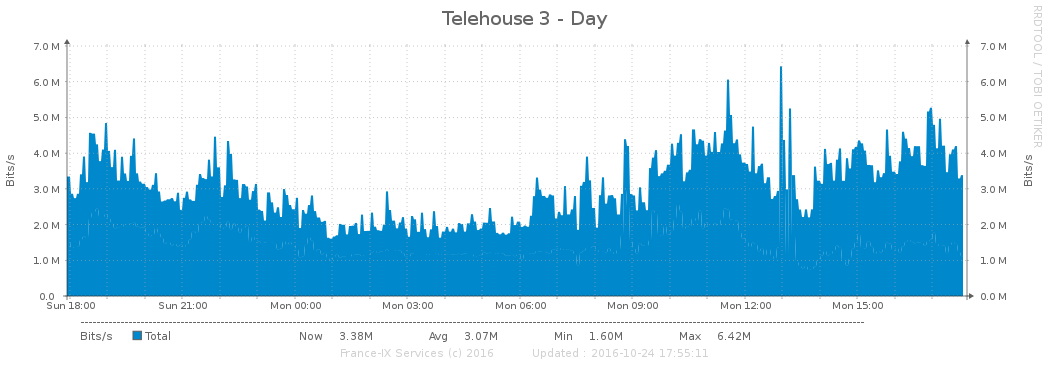 Telehouse 3 - Day
RRDTOOL / TOBI OETIKER
Bits/s
7.0 M 7.0 M
6.0 M 6.0 M
5.0 M 5.0 M
4.0 M 4.0 M
3.0 M 3.0 M
2.0 M 2.0 M
1.0 M 1.0 M
0.0 0.0 M
Bits/s
Sun 18:00 Sun 21:00 Mon 00:00 Mon 03:00 Mon 06:00 Mon 09:00 Mon 12:00 Mon 15:00
Bits/s Total Now 3.38M Avg 3.07M Min 1.60M Max 6.42M
France-IX Services (c) 2016 Updated : 2016-10-24 17:55:11